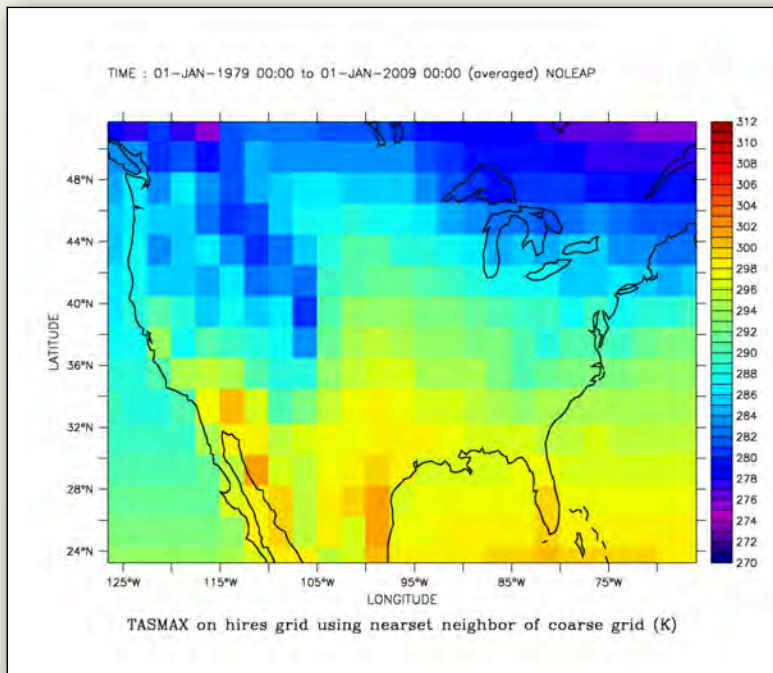 TIME : 01-JAN-1979 00:00 to 01-JAN-2009 00:00 (averaged) NOLEAP
312
310
308
306
304
302
300
298
296
294
292
290
288
286
284
282
280
278
276
274
272
270
48°N
44°N
40°N
36°N
32°N
28°N
24°N
LATITUDE
125°W 115°W 105°W 95°W 85°W 75°W
LONGITUDE
TASMAX on hires grid using nearset neighbor of coarse grid (K)